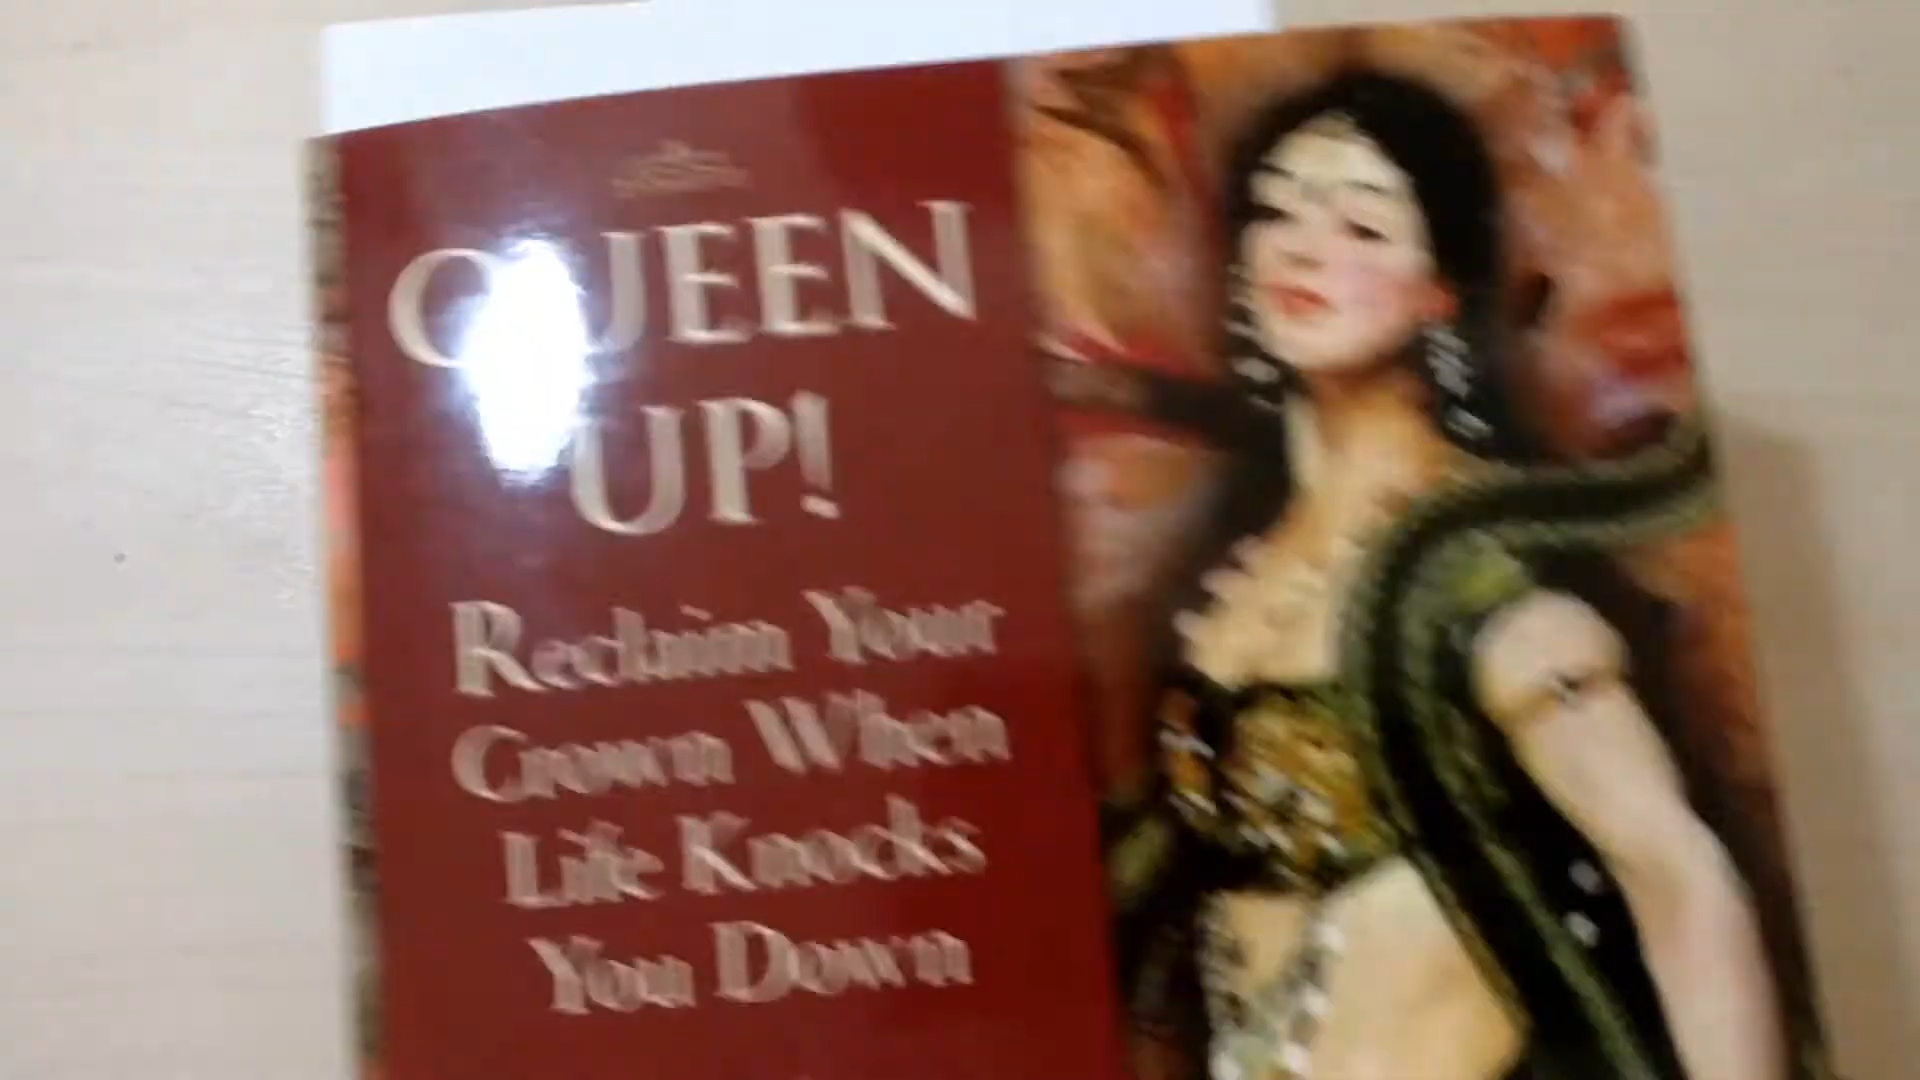 QUEEN
UP!
Reclaim Your
Crown When
Life Knocks
You Down